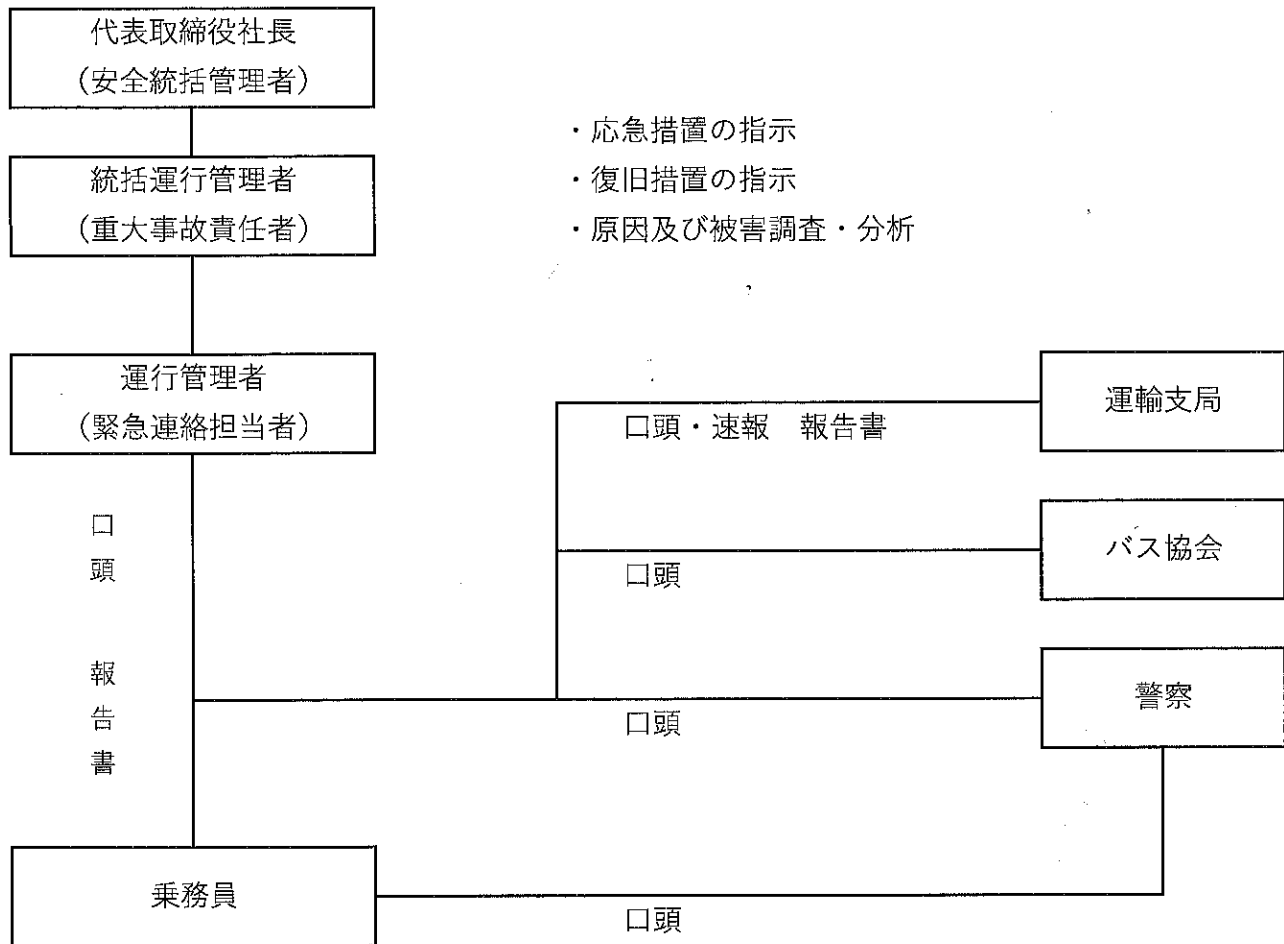 代表取締役社長
（安全統括管理者）
・応急措置の指示
統括運行管理者
・復旧措置の指示
（重大事故責任者）
・原因及び被害調査・分析
運行管理者
（緊急連絡担当者）
口頭・速報　報告書
運輸支局
口頭　報告書
口頭
バス協会
口頭
警察
乗務員
口頭